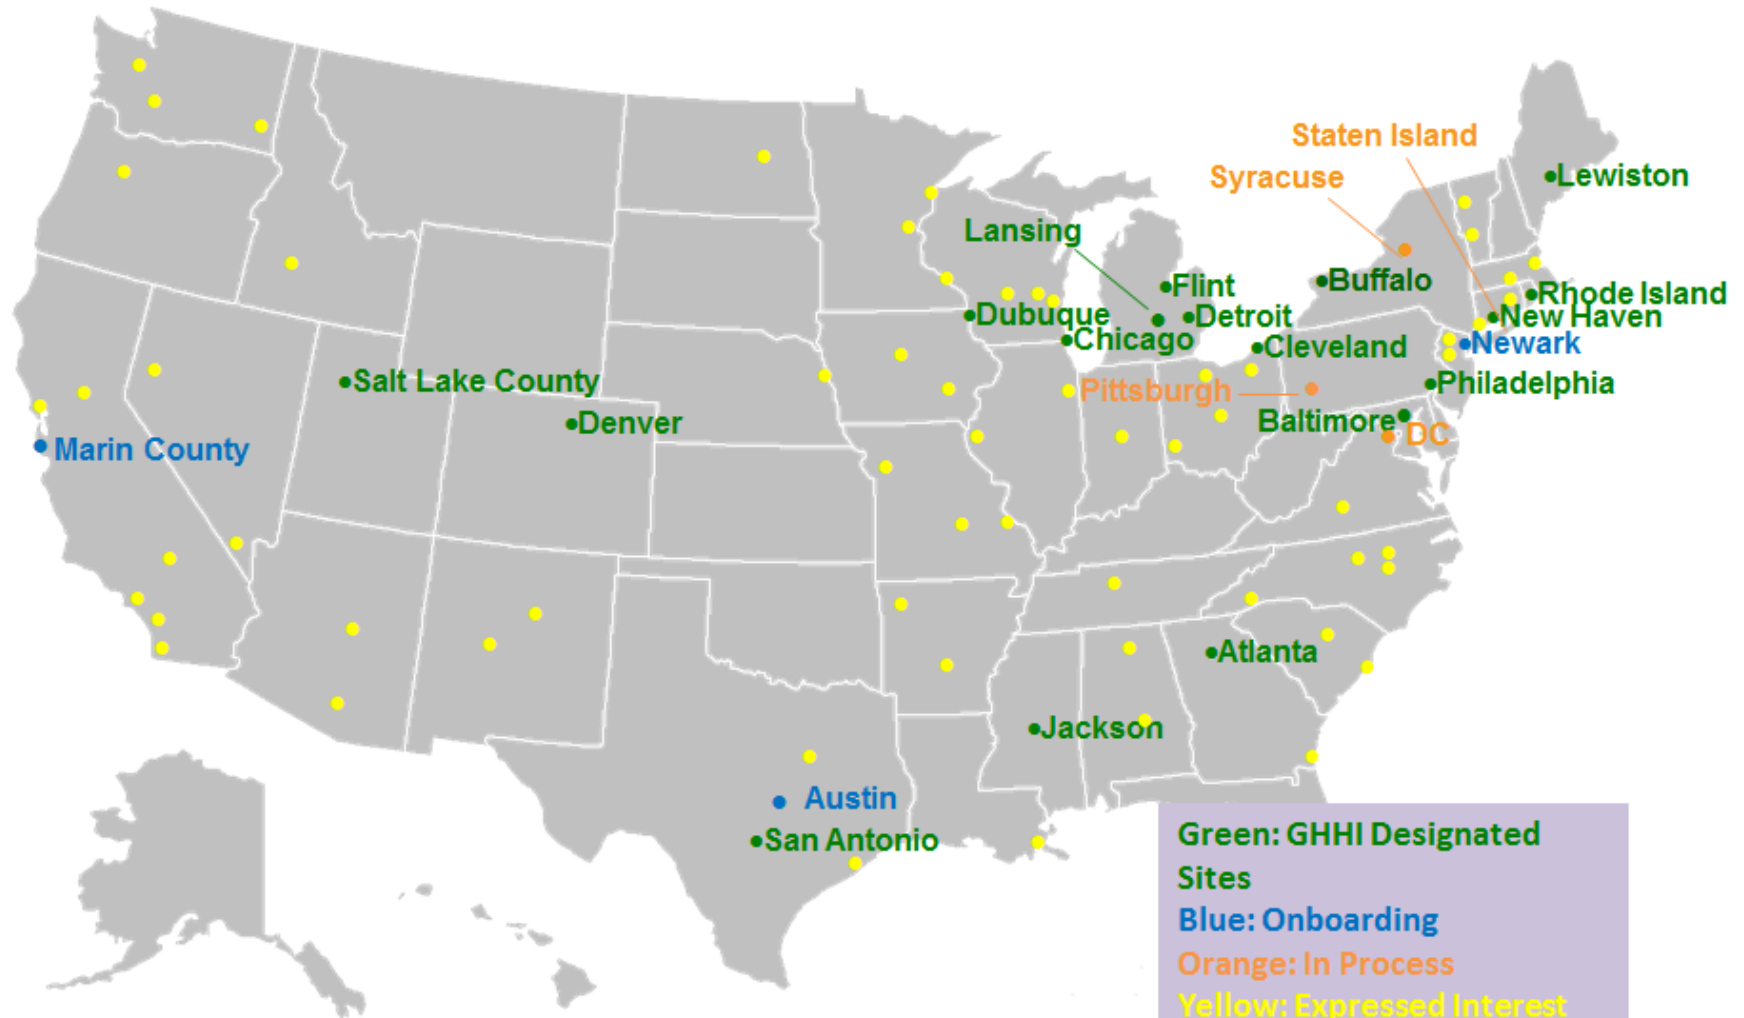 Staten Island
Syracuse
Lewiston
Lansing
Flint
Buffalo
Rhode Island
Dubuque
Detroit
New Haven
Chicago
Cleveland
Newark
Salt Lake County
Pittsburgh
Philadelphia
Denver
Baltimore
DC
Marin County
Atlanta
Jackson
Austin
San Antonio
Green: GHHI Designated
Sites
Blue: Onboarding
Orange: In Process
Yellow: Expressed Interest